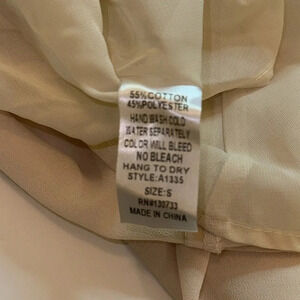 55%COTTON
45%POLYESTER
HAND WASH COLD
WATER SEPARATELY
COLOR WILL BLEED
NO BLEACH
HANG TO DRY
STYLE:A1335
SIZE:S
RN#130733
MADE IN CHINA